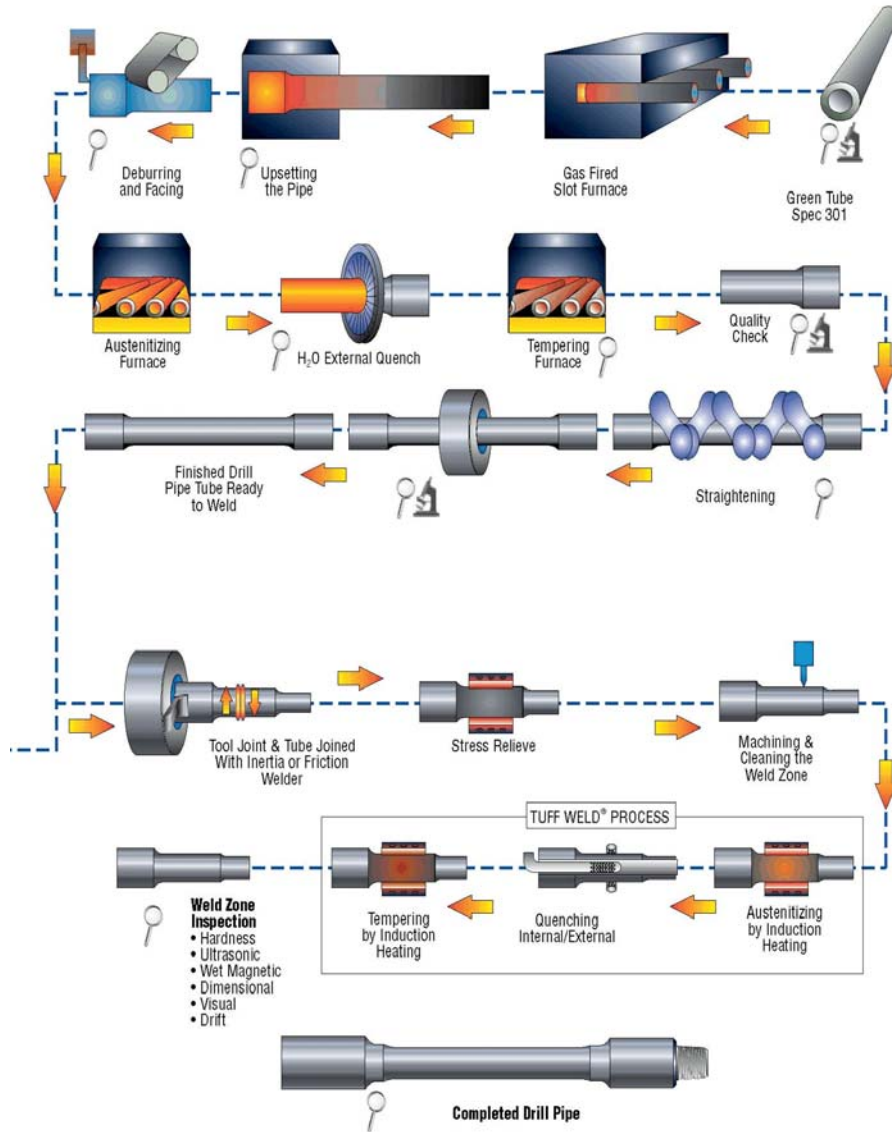 Deburring
and Facing
Upsetting
the Pipe
Gas Fired
Slot Furnace
Green Tube
Spec 301
Austenitizing
Furnace
H₂O External Quench
Tempering
Furnace
Quality
Check
Finished Drill
Pipe Tube Ready
to Weld
Straightening
Tool Joint & Tube Joined
With Inertia or Friction
Welder
Stress Relieve
Machining &
Cleaning the
Weld Zone
TUFF WELD® PROCESS
Weld Zone
Inspection
• Hardness
• Ultrasonic
• Wet Magnetic
• Dimensional
• Visual
• Drift
Tempering
by Induction
Heating
Quenching
Internal/External
Austenitizing
by Induction
Heating
Completed Drill Pipe